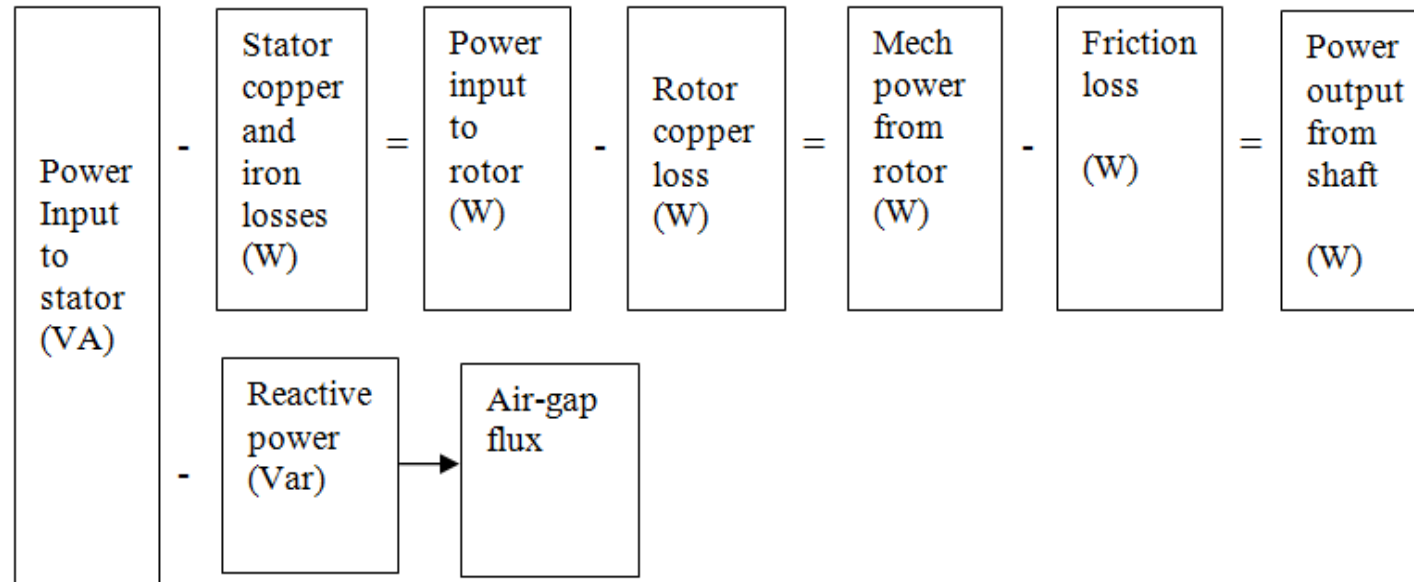 Power
Input
to
stator
(VA)
-
Stator
copper
and
iron
losses
(W)
=
Power
input
to
rotor
(W)
-
Rotor
copper
loss
(W)
=
Mech
power
from
rotor
(W)
-
Friction
loss
(W)
=
Power
output
from
shaft
(W)
-
Reactive
power
(Var)
Air-gap
flux